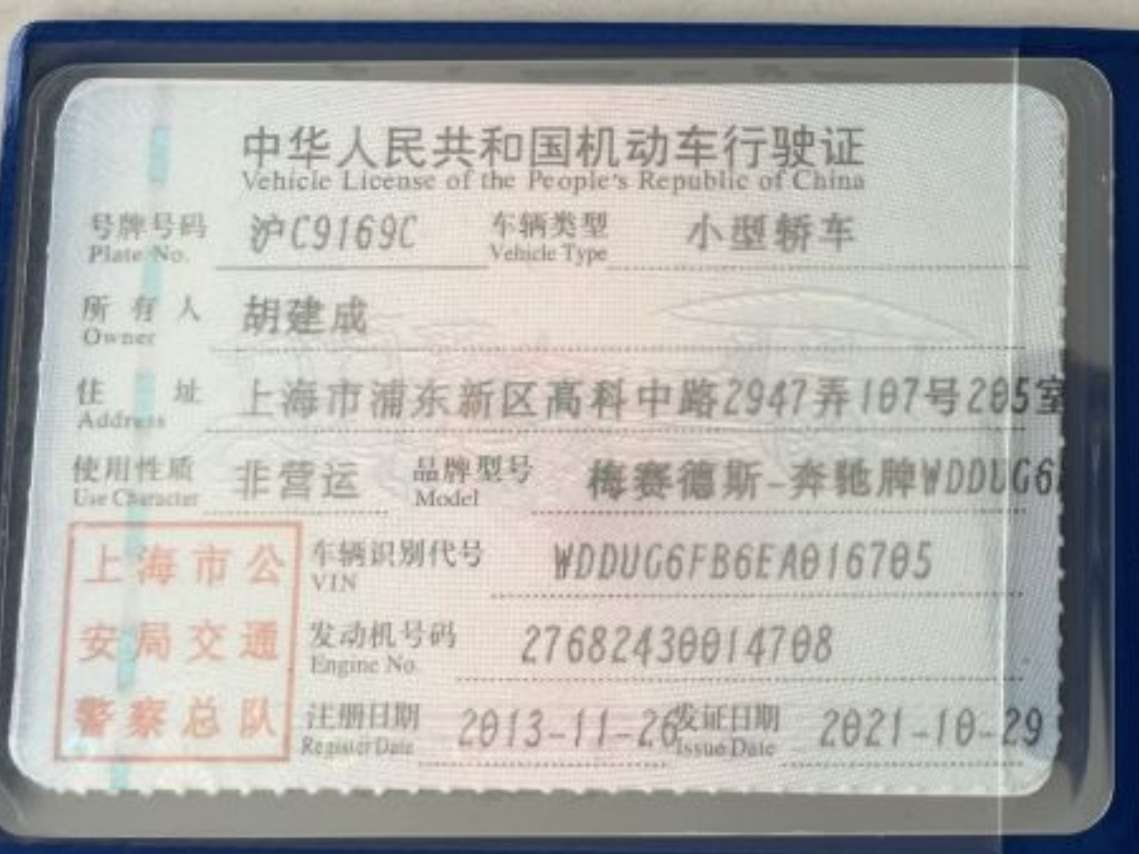 中华人民共和国机动车行驶证
Vehicle License of the People's Republic of China
号牌号码 沪C9169C 车辆类型 小型轿车
Plate No. Vehicle Type
所有人 胡建成
Owner
住址 上海市浦东新区高科中路2947弄107号205室
Address
使用性质 非营运 品牌型号 梅赛德斯-奔驰牌WDDUG6
Use Character Model
上海市公 车辆识别代号 WDDUG6FB6EA016705
VIN
安局交通 发动机号码 27682430014708
Engine No.
警察总队 注册日期 2013-11-26 发证日期 2021-10-29
Register Date Issue Date